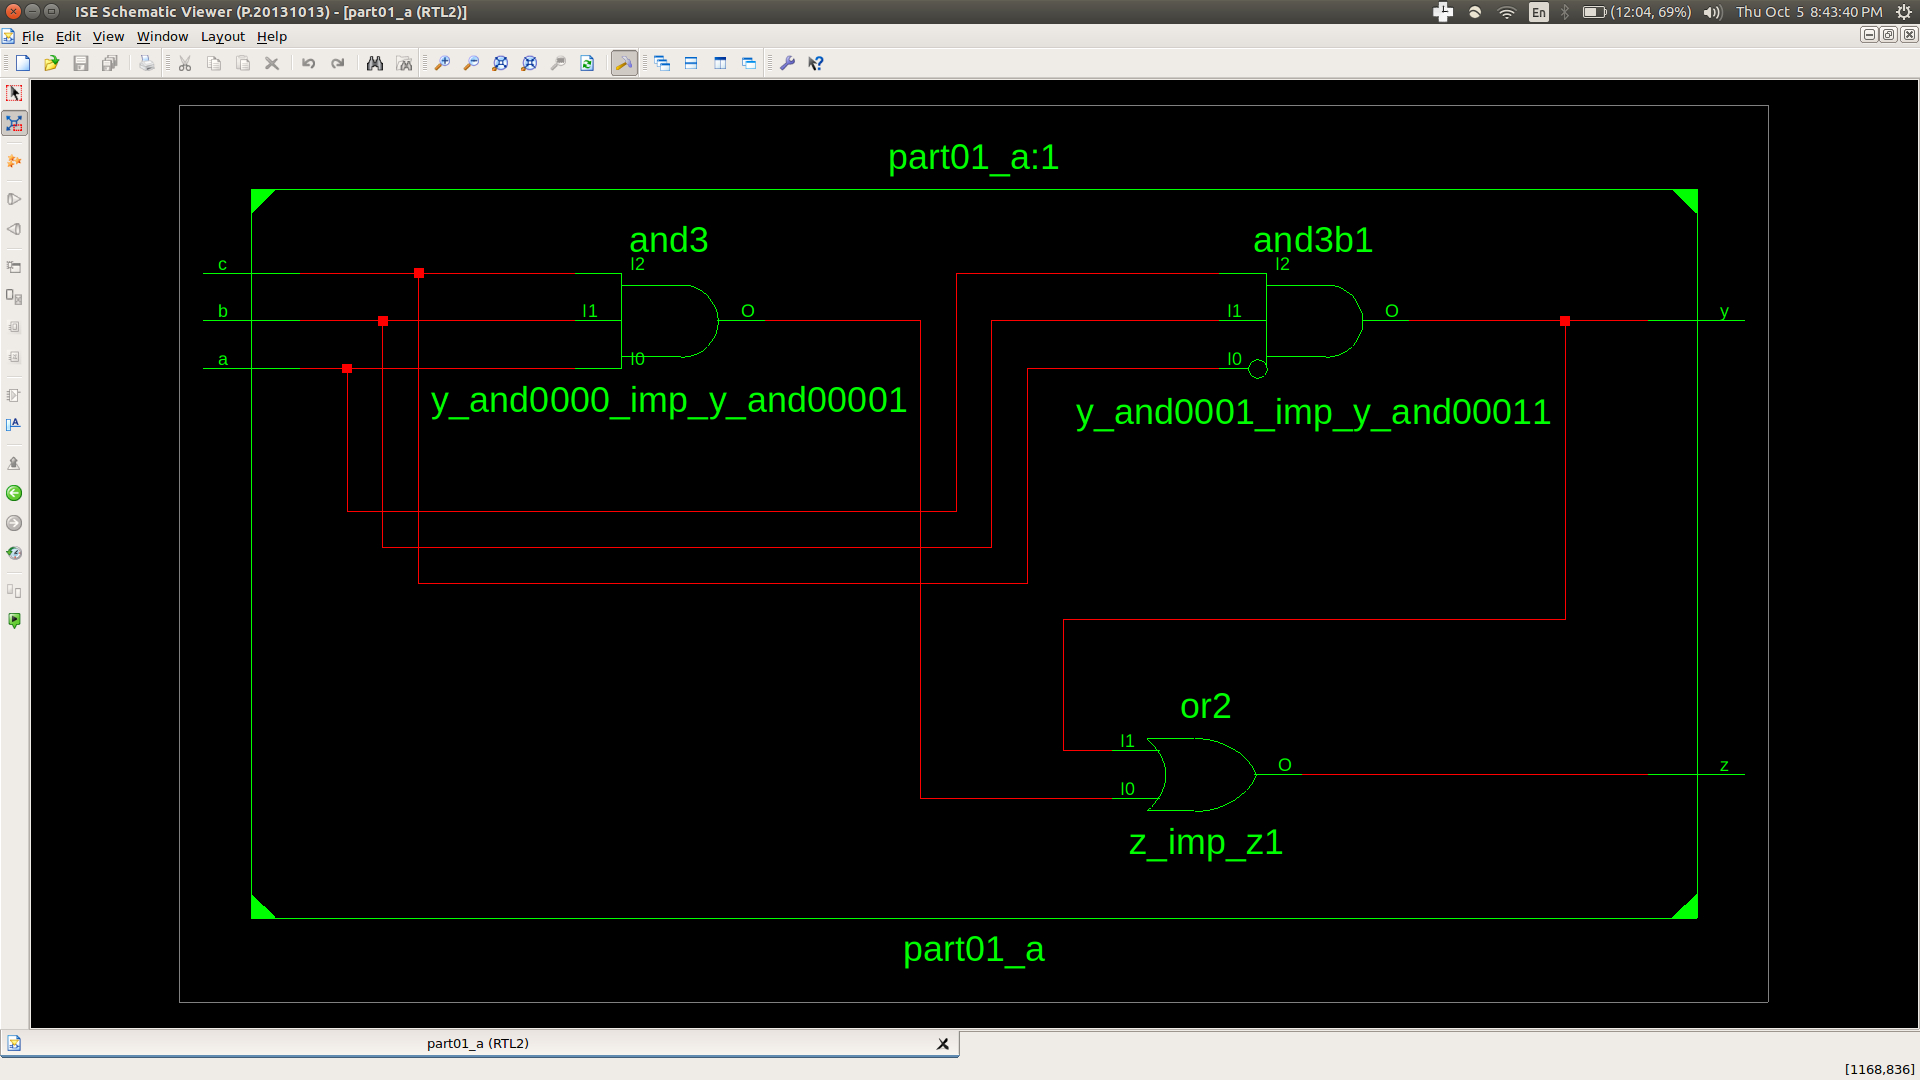 ISE Schematic Viewer (P.20131013) - [part01_a (RTL2)]
En
(12:04, 69%)
Thu Oct 5 8:43:40 PM
File Edit View Window Layout Help
part01_a:1
and3
and3b1
c
I2
I2
b
I1
O
I1
O
y
a
I0
I0
y_and0000_imp_y_and00001
y_and0001_imp_y_and00011
or2
I1
O
z
I0
z_imp_z1
part01_a
part01_a (RTL2)
[1168,836]